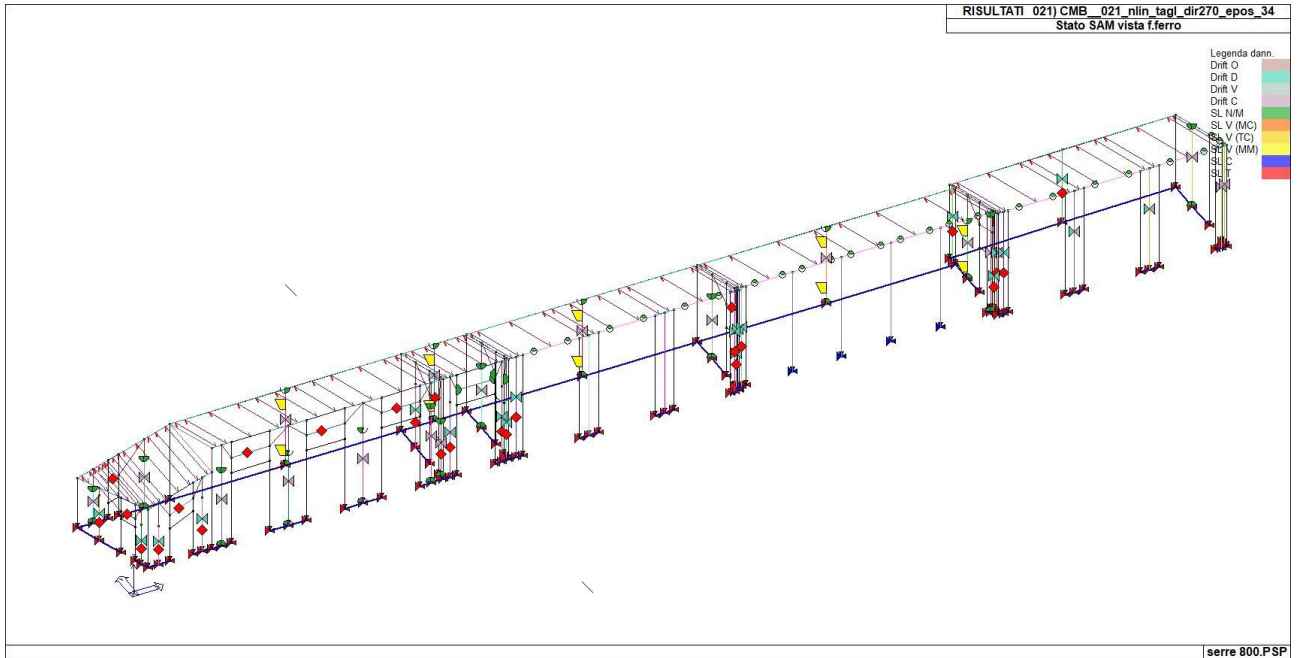 RISULTATI 021) CMB__021_nlin_tagl_dir270_epos_34
Stato SAM vista f.ferro
Legenda dann.
Drift O
Drift D
Drift V
Drift C
SL N/M
SL V (MC)
SL V (TC)
SL V (MM)
SL C
SL T
serre 800.PSP